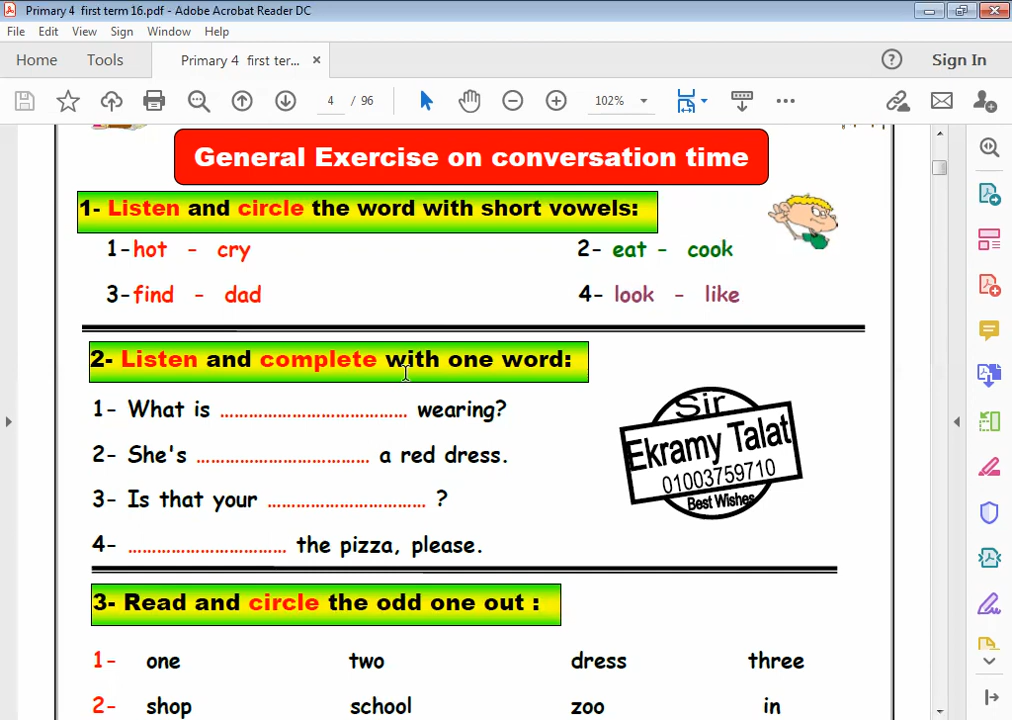 Primary 4 first term 16.pdf - Adobe Acrobat Reader DC
File Edit View Sign Window Help
Home Tools Primary 4 first ter... × ? Sign In
4 / 96 102%
General Exercise on conversation time
1- Listen and circle the word with short vowels:
1-hot - cry 2- eat - cook
3-find - dad 4- look - like
2- Listen and complete with one word:
1- What is ........................................ wearing?
2- She's ..................................... a red dress.
3- Is that your .................................. ?
4- .................................. the pizza, please.
Sir
Ekramy Talat
01003759710
Best Wishes
3- Read and circle the odd one out :
1- one two dress three
2- shop school zoo in